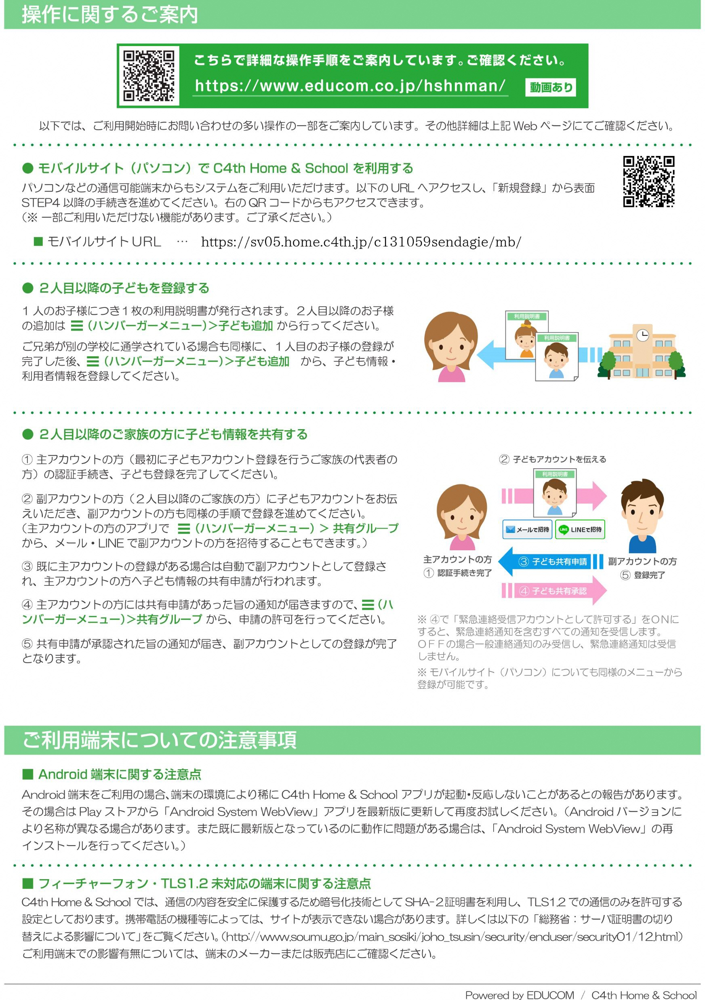 操作に関するご案内
こちらで詳細な操作手順をご案内しています。ご確認ください。
https://www.educom.co.jp/hshnman/
動画あり
以下では、ご利用開始時にお問い合わせの多い操作の一部をご案内しています。その他詳細は上記 Web ページにてご確認ください。
● モバイルサイト（パソコン）で C4th Home & School を利用する
パソコンなどの通信可能端末からもシステムをご利用いただけます。以下の URL へアクセスし、「新規登録」から表面
STEP4 以降の手続きを進めてください。右の QR コードからもアクセスできます。
（※ 一部ご利用いただけない機能があります。ご了承ください。）
■ モバイルサイト URL … https://sv05.home.c4th.jp/c131059sendagie/mb/
● ２人目以降の子どもを登録する
１人のお子様につき１枚の利用説明書が発行されます。２人目以降のお子様
の追加は ☰（ハンバーガーメニュー）＞子ども追加 から行ってください。
ご兄弟が別の学校に通学されている場合も同様に、１人目のお子様の登録が
完了した後、☰（ハンバーガーメニュー）＞子ども追加　から、子ども情報・
利用者情報を登録してください。
利用説明書
利用説明書
● ２人目以降のご家族の方に子ども情報を共有する
① 主アカウントの方（最初に子どもアカウント登録を行うご家族の代表者の
方）の認証手続き、子ども登録を完了してください。
② 副アカウントの方（２人目以降のご家族の方）に子どもアカウントをお伝
えいただき、副アカウントの方も同様の手順で登録を進めてください。
（主アカウントの方のアプリで ☰（ハンバーガーメニュー）＞ 共有グループ
から、メール・LINE で副アカウントの方を招待することもできます。）
③ 既に主アカウントの登録がある場合は自動で副アカウントとして登録さ
れ、主アカウントの方へ子ども情報の共有申請が行われます。
④ 主アカウントの方には共有申請があった旨の通知が届きますので、☰（ハ
ンバーガーメニュー）＞共有グループ から、申請の許可を行ってください。
⑤ 共有申請が承認された旨の通知が届き、副アカウントとしての登録が完了
となります。
② 子どもアカウントを伝える
利用説明書
メールで招待
LINE LINEで招待
主アカウントの方
① 認証手続き完了
③ 子ども共有申請
副アカウントの方
⑤ 登録完了
④ 子ども共有承認
※ ④で「緊急連絡受信アカウントとして許可する」をＯＮに
すると、緊急連絡通知を含むすべての通知を受信します。
ＯＦＦの場合一般連絡通知のみ受信し、緊急連絡通知は受信
しません。
※ モバイルサイト（パソコン）についても同様のメニューから
登録が可能です。
ご利用端末についての注意事項
■ Android 端末に関する注意点
Android 端末をご利用の場合、端末の環境により稀に C4th Home & School アプリが起動・反応しないことがあるとの報告があります。
その場合は Play ストアから「Android System WebView」アプリを最新版に更新して再度お試しください。（Android バージョンに
より名称が異なる場合があります。また既に最新版となっているのに動作に問題がある場合は、「Android System WebView」の再
インストールを行ってください。）
■ フィーチャーフォン・TLS1.2 未対応の端末に関する注意点
C4th Home & School では、通信の内容を安全に保護するため暗号化技術として SHA-2証明書を利用し、TLS1.2 での通信のみを許可する
設定としております。携帯電話の機種等によっては、サイトが表示できない場合があります。詳しくは以下の「総務省：サーバ証明書の切り
替えによる影響について」をご覧ください。（http://www.soumu.go.jp/main_sosiki/joho_tsusin/security/enduser/security01/12.html）
ご利用端末での影響有無については、端末のメーカーまたは販売店にご確認ください。
Powered by EDUCOM / C4th Home & School